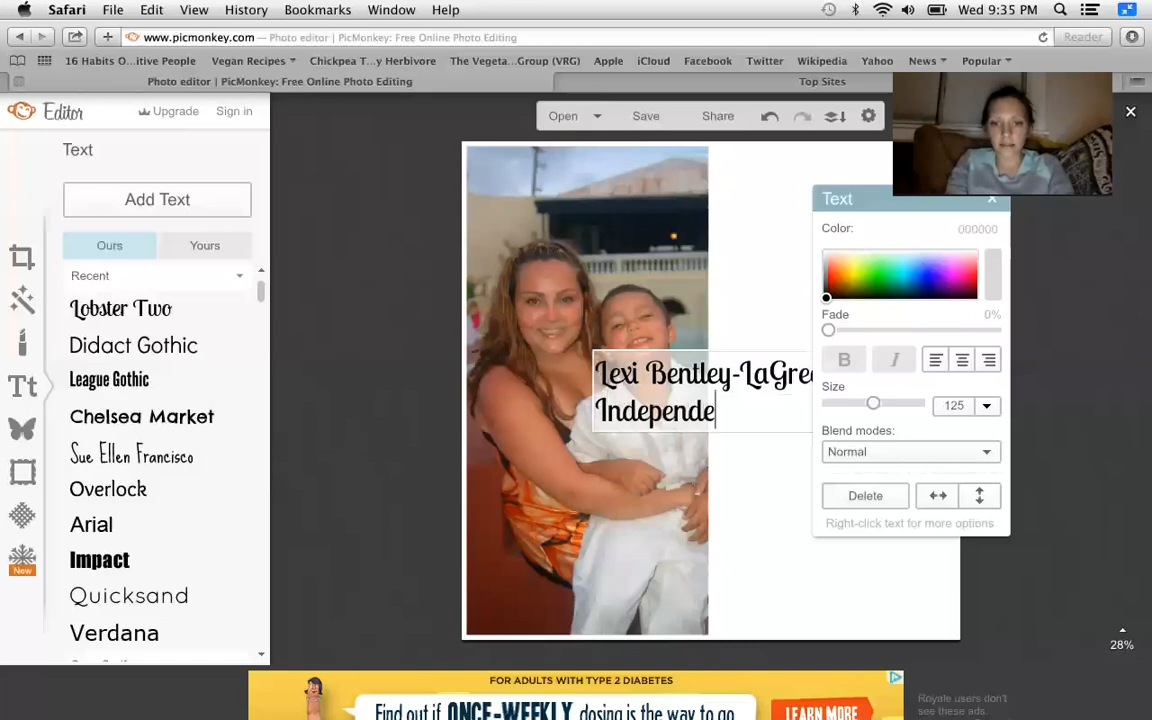 Safari File Edit View History Bookmarks Window Help Wed 9:35 PM
www.picmonkey.com — Photo editor | PicMonkey: Free Online Photo Editing Reader
16 Habits O...itive People Vegan Recipes Chickpea T...y Herbivore The Vegeta...Group (VRG) Apple iCloud Facebook Twitter Wikipedia Yahoo News Popular
Photo editor | PicMonkey: Free Online Photo Editing Top Sites
Editor Upgrade Sign in
Open Save Share
Text
Add Text
Ours Yours
Recent
Lobster Two
Didact Gothic
League Gothic
Chelsea Market
Sue Ellen Francisco
Overlock
Arial
Impact
Quicksand
Verdana
Tt
New
Lexi Bentley-LaGre
Independe
Text x
Color: 000000
Fade 0%
B I
Size
125
Blend modes:
Normal
Delete
Right-click text for more options
28%
FOR ADULTS WITH TYPE 2 DIABETES
Find out if ONCE-WEEKLY dosing is the way to go
LEARN MORE
Royale users don't
see these ads.